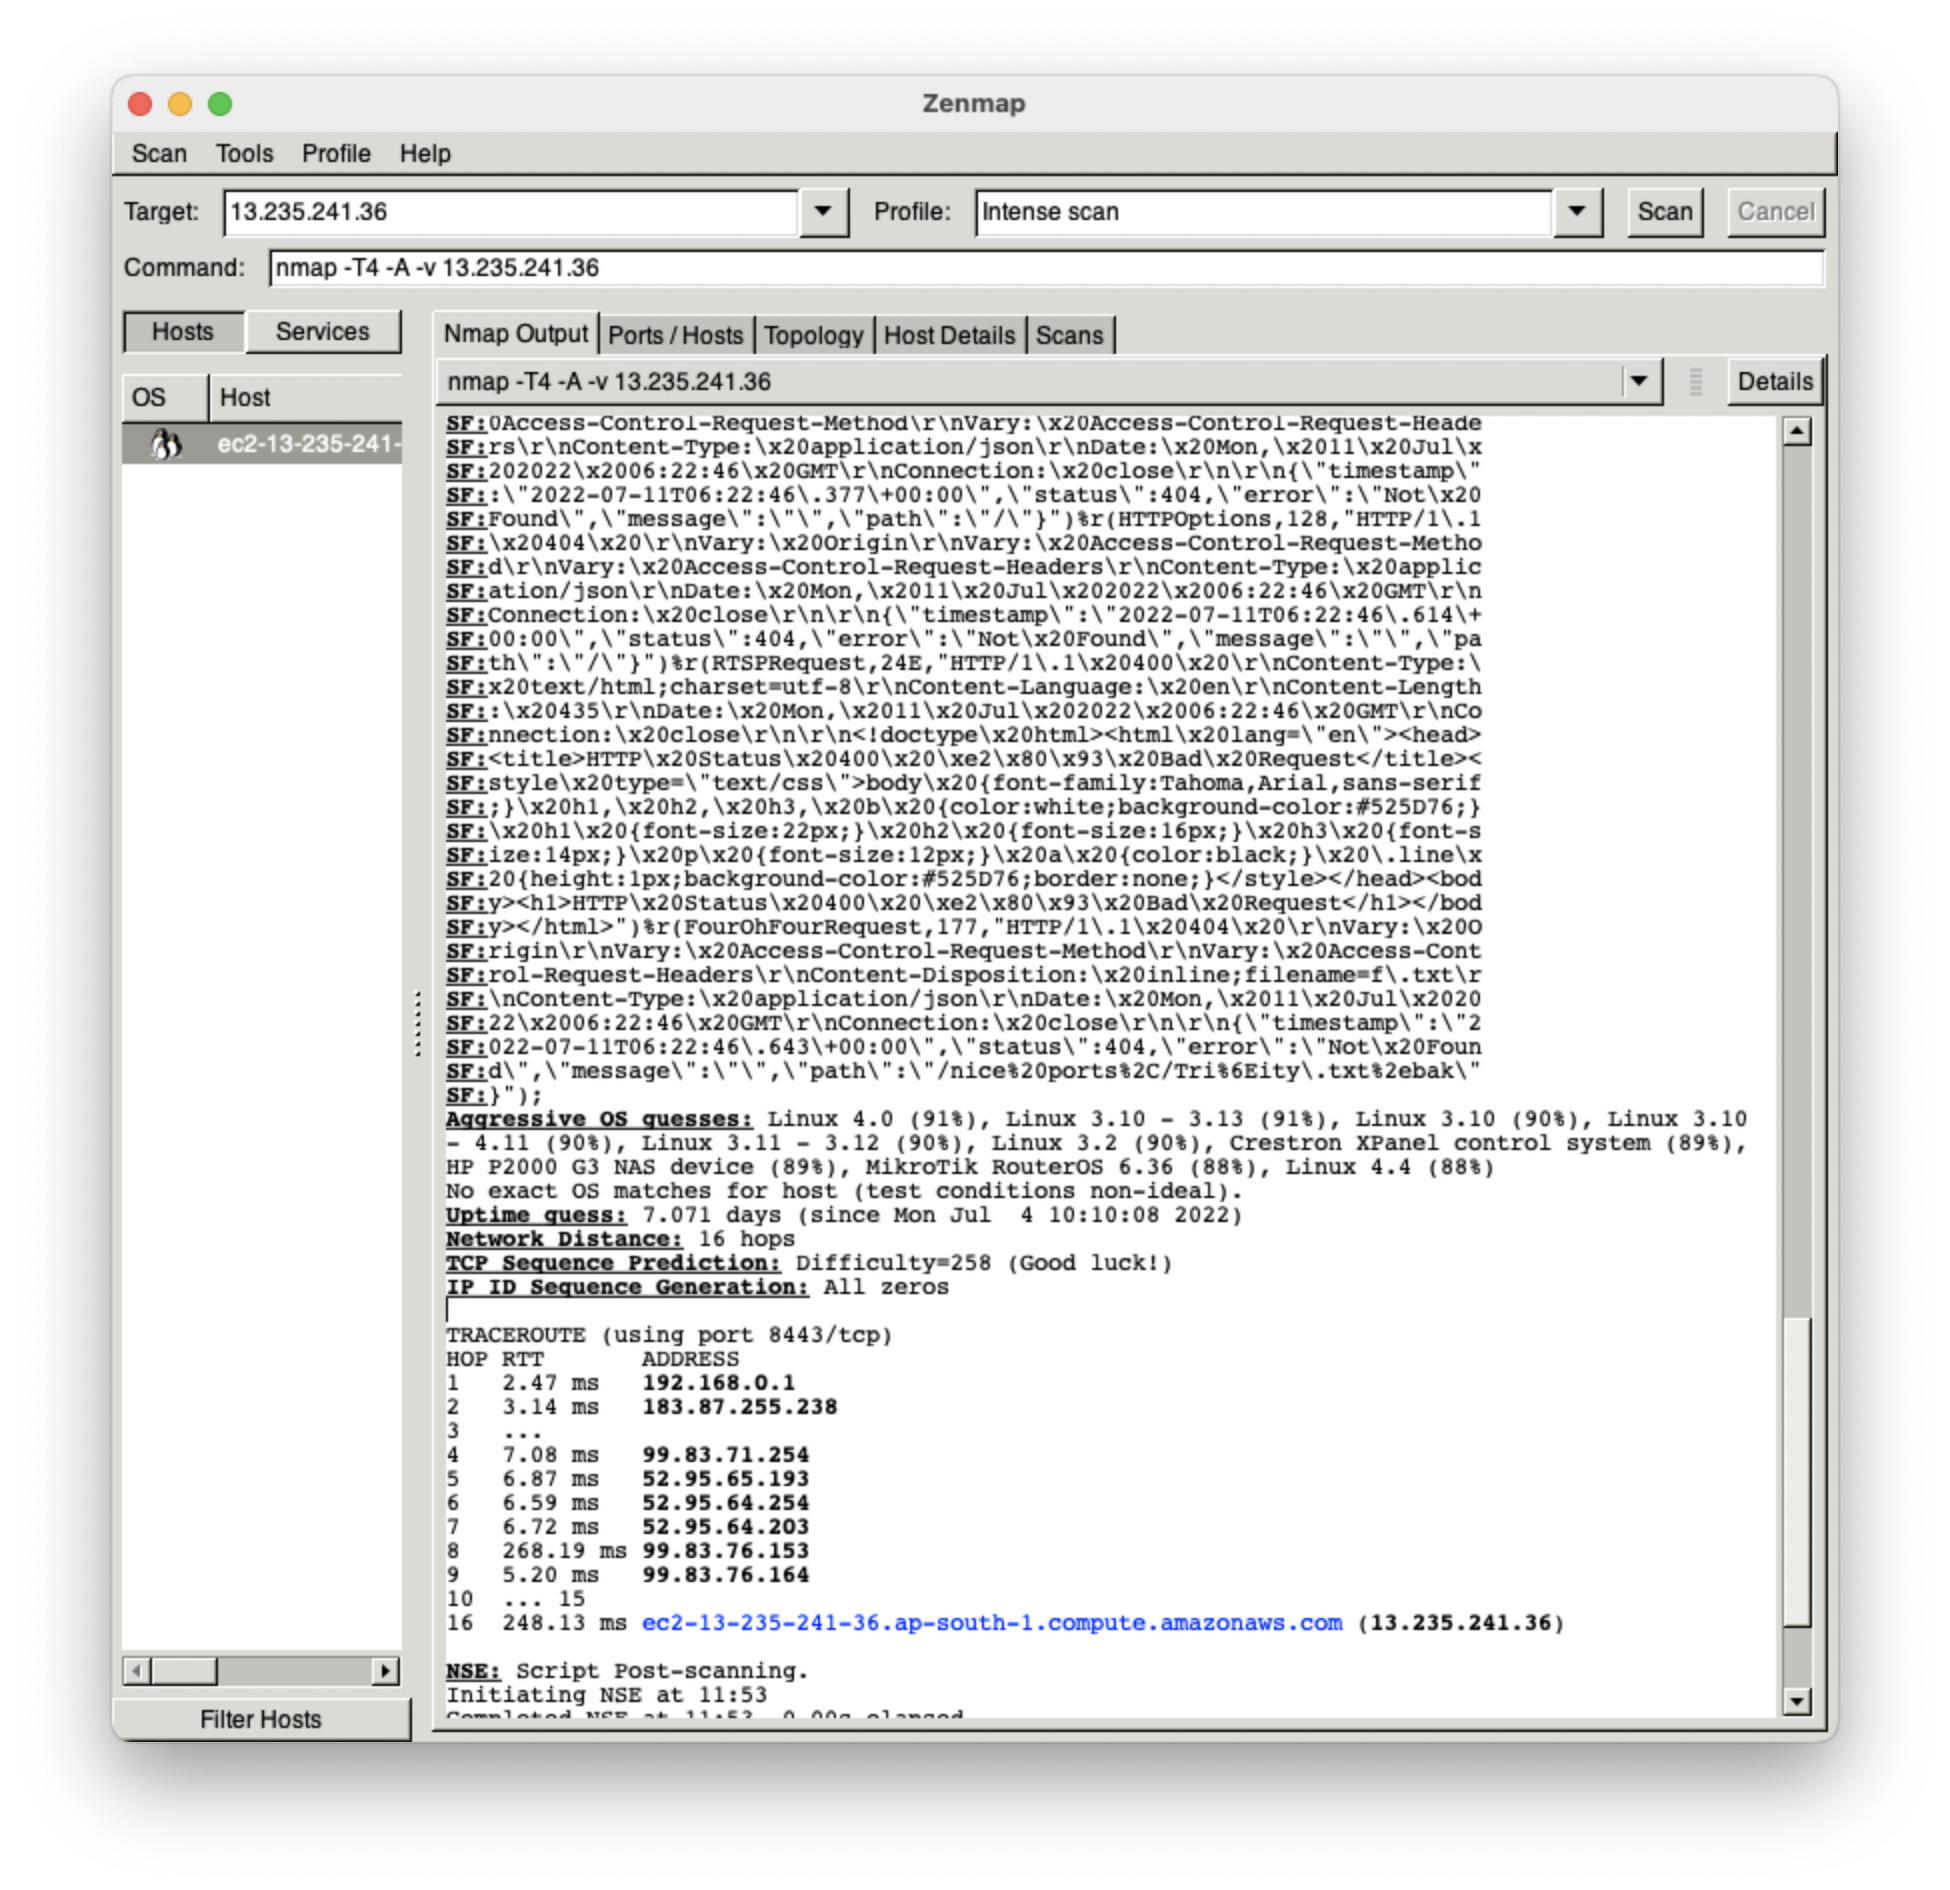 Zenmap
Scan Tools Profile Help
Target: 13.235.241.36 Profile: Intense scan Scan Cancel
Command: nmap -T4 -A -v 13.235.241.36
Hosts Services
OS Host
ec2-13-235-241-
Filter Hosts
Nmap Output Ports / Hosts Topology Host Details Scans
nmap -T4 -A -v 13.235.241.36 Details
SF:0Access-Control-Request-Method\r\nVary:\x20Access-Control-Request-Heade
SF:rs\r\nContent-Type:\x20application/json\r\nDate:\x20Mon,\x2011\x20Jul\x
SF:202022\x2006:22:46\x20GMT\r\nConnection:\x20close\r\n\r\n{\"timestamp\"
SF::\"2022-07-11T06:22:46\.377\+00:00\",\"status\":404,\"error\":\"Not\x20
SF:Found\",\"message\":\"\",\"path\":\"/\"}")%r(HTTPOptions,128,"HTTP/1\.1
SF:\x20404\x20\r\nVary:\x20Origin\r\nVary:\x20Access-Control-Request-Metho
SF:d\r\nVary:\x20Access-Control-Request-Headers\r\nContent-Type:\x20applic
SF:ation/json\r\nDate:\x20Mon,\x2011\x20Jul\x202022\x2006:22:46\x20GMT\r\n
SF:Connection:\x20close\r\n\r\n{\"timestamp\":\"2022-07-11T06:22:46\.614\+
SF:00:00\",\"status\":404,\"error\":\"Not\x20Found\",\"message\":\"\",\"pa
SF:th\":\"/\"}")%r(RTSPRequest,24E,"HTTP/1\.1\x20400\x20\r\nContent-Type:\
SF:x20text/html;charset=utf-8\r\nContent-Language:\x20en\r\nContent-Length
SF::\x20435\r\nDate:\x20Mon,\x2011\x20Jul\x202022\x2006:22:46\x20GMT\r\nCo
SF:nnection:\x20close\r\n\r\n<!doctype\x20html><html\x20lang=\"en\"><head>
SF:<title>HTTP\x20Status\x20400\x20\xe2\x80\x93\x20Bad\x20Request</title><
SF:style\x20type=\"text/css\">body\x20{font-family:Tahoma,Arial,sans-serif
SF:;}\x20h1,\x20h2,\x20h3,\x20b\x20{color:white;background-color:#525D76;}
SF:\x20h1\x20{font-size:22px;}\x20h2\x20{font-size:16px;}\x20h3\x20{font-s
SF:ize:14px;}\x20p\x20{font-size:12px;}\x20a\x20{color:black;}\x20\.line\x
SF:20{height:1px;background-color:#525D76;border:none;}</style></head><bod
SF:y><h1>HTTP\x20Status\x20400\x20\xe2\x80\x93\x20Bad\x20Request</h1></bod
SF:y></html>")%r(FourOhFourRequest,177,"HTTP/1\.1\x20404\x20\r\nVary:\x20O
SF:rigin\r\nVary:\x20Access-Control-Request-Method\r\nVary:\x20Access-Cont
SF:rol-Request-Headers\r\nContent-Disposition:\x20inline;filename=f\.txt\r
SF:\nContent-Type:\x20application/json\r\nDate:\x20Mon,\x2011\x20Jul\x2020
SF:22\x2006:22:46\x20GMT\r\nConnection:\x20close\r\n\r\n{\"timestamp\":\"2
SF:022-07-11T06:22:46\.643\+00:00\",\"status\":404,\"error\":\"Not\x20Foun
SF:d\",\"message\":\"\",\"path\":\"/nice%20ports%2C/Tri%6Eity\.txt%2ebak\"
SF:}");
Aggressive OS guesses: Linux 4.0 (91%), Linux 3.10 - 3.13 (91%), Linux 3.10 (90%), Linux 3.10
- 4.11 (90%), Linux 3.11 - 3.12 (90%), Linux 3.2 (90%), Crestron XPanel control system (89%),
HP P2000 G3 NAS device (89%), MikroTik RouterOS 6.36 (88%), Linux 4.4 (88%)
No exact OS matches for host (test conditions non-ideal).
Uptime guess: 7.071 days (since Mon Jul  4 10:10:08 2022)
Network Distance: 16 hops
TCP Sequence Prediction: Difficulty=258 (Good luck!)
IP ID Sequence Generation: All zeros
TRACEROUTE (using port 8443/tcp)
HOP RTT ADDRESS
1 2.47 ms 192.168.0.1
2 3.14 ms 183.87.255.238
3 ...
4 7.08 ms 99.83.71.254
5 6.87 ms 52.95.65.193
6 6.59 ms 52.95.64.254
7 6.72 ms 52.95.64.203
8 268.19 ms 99.83.76.153
9 5.20 ms 99.83.76.164
10 ... 15
16 248.13 ms ec2-13-235-241-36.ap-south-1.compute.amazonaws.com (13.235.241.36)
NSE: Script Post-scanning.
Initiating NSE at 11:53
Completed NSE at 11:53, 0.00s elapsed